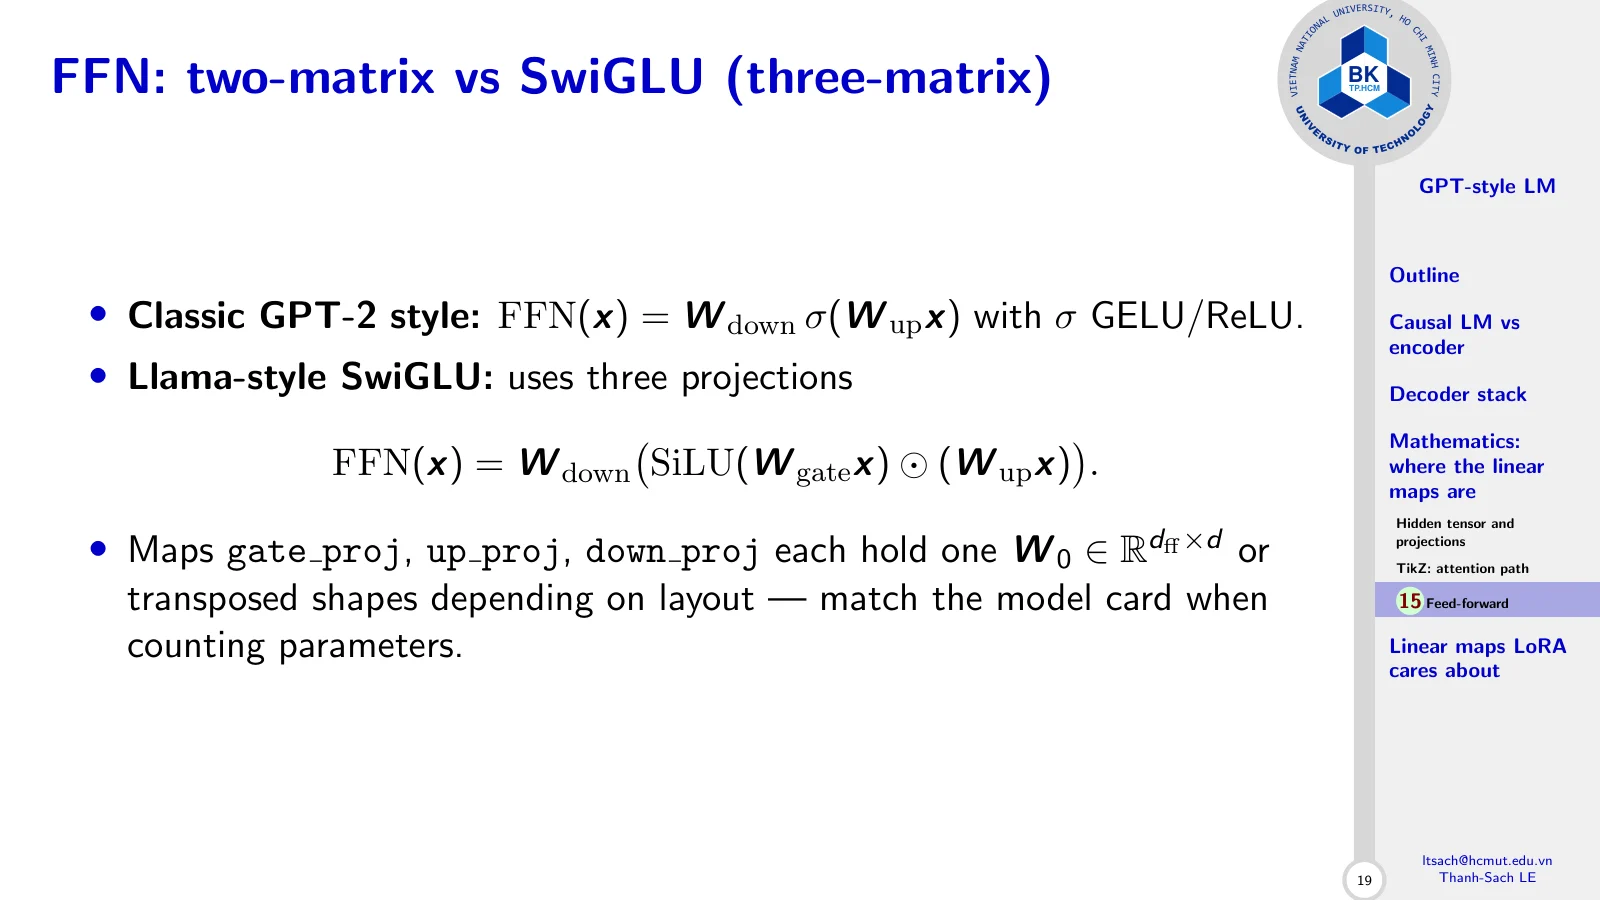 FFN: two-matrix vs SwiGLU (three-matrix)
• Classic GPT-2 style: FFN(x) = W_down σ(W_up x) with σ GELU/ReLU.
• Llama-style SwiGLU: uses three projections
FFN(x) = W_down(SiLU(W_gate x) ⊙ (W_up x)).
• Maps gate_proj, up_proj, down_proj each hold one W_0 ∈ ℝ^{d_ff × d} or
transposed shapes depending on layout — match the model card when
counting parameters.
VIETNAM NATIONAL UNIVERSITY, HO CHI MINH CITY
BK
TP.HCM
UNIVERSITY OF TECHNOLOGY
GPT-style LM
Outline
Causal LM vs
encoder
Decoder stack
Mathematics:
where the linear
maps are
Hidden tensor and
projections
TikZ: attention path
15 Feed-forward
Linear maps LoRA
cares about
ltsach@hcmut.edu.vn
Thanh-Sach LE
19